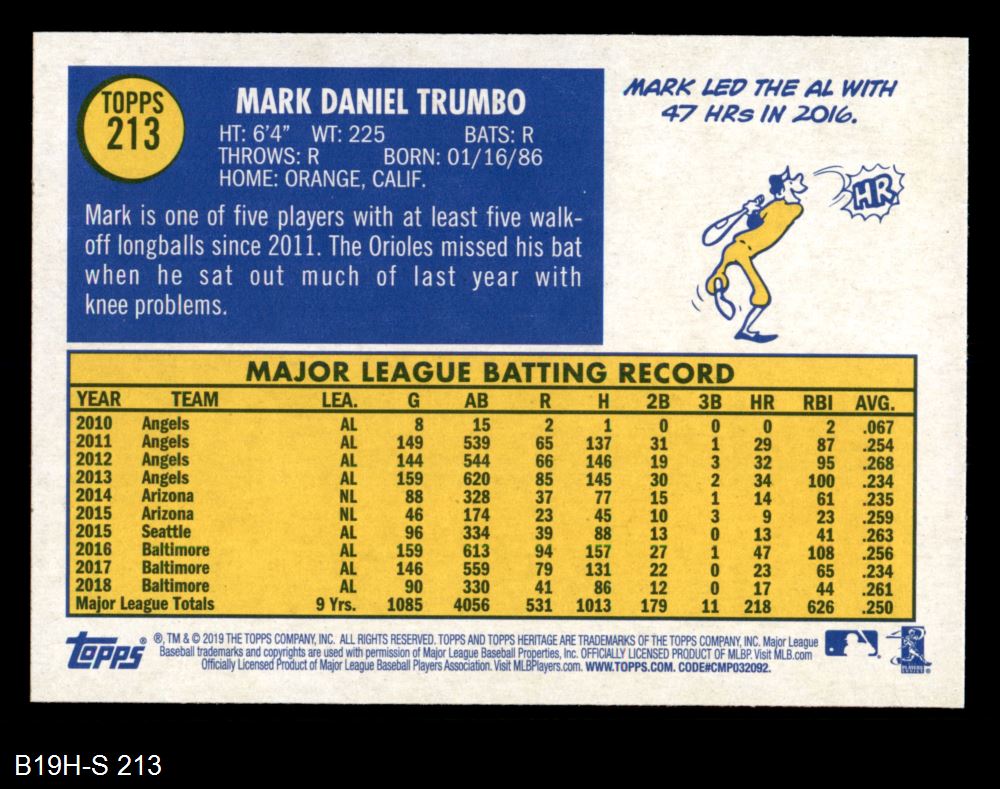 TOPPS
213
MARK DANIEL TRUMBO
HT: 6'4" WT: 225 BATS: R
THROWS: R BORN: 01/16/86
HOME: ORANGE, CALIF.
Mark is one of five players with at least five walk-
off longballs since 2011. The Orioles missed his bat
when he sat out much of last year with
knee problems.
MARK LED THE AL WITH
47 HRs IN 2016.
HR
MAJOR LEAGUE BATTING RECORD
YEAR TEAM LEA. G AB R H 2B 3B HR RBI AVG.
2010 Angels AL 8 15 2 1 0 0 0 2 .067
2011 Angels AL 149 539 65 137 31 1 29 87 .254
2012 Angels AL 144 544 66 146 19 3 32 95 .268
2013 Angels AL 159 620 85 145 30 2 34 100 .234
2014 Arizona NL 88 328 37 77 15 1 14 61 .235
2015 Arizona NL 46 174 23 45 10 3 9 23 .259
2015 Seattle AL 96 334 39 88 13 0 13 41 .263
2016 Baltimore AL 159 613 94 157 27 1 47 108 .256
2017 Baltimore AL 146 559 79 131 22 0 23 65 .234
2018 Baltimore AL 90 330 41 86 12 0 17 44 .261
Major League Totals 9 Yrs. 1085 4056 531 1013 179 11 218 626 .250
Topps®
®, TM & © 2019 THE TOPPS COMPANY, INC. ALL RIGHTS RESERVED. TOPPS AND TOPPS HERITAGE ARE TRADEMARKS OF THE TOPPS COMPANY, INC. Major League
Baseball trademarks and copyrights are used with permission of Major League Baseball Properties, Inc. OFFICIALLY LICENSED PRODUCT OF MLBP. Visit MLB.com
Officially Licensed Product of Major League Baseball Players Association. Visit MLBPlayers.com. WWW.TOPPS.COM. CODE#CMP032092.
B19H-S 213